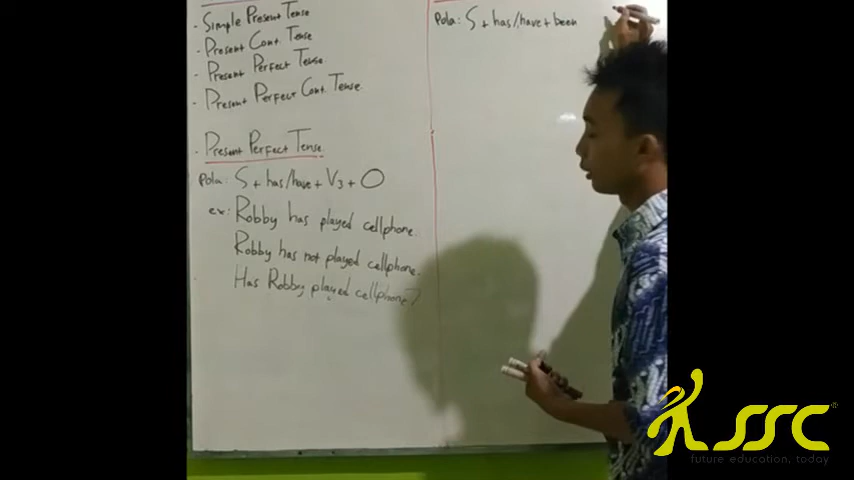 - Simple Present Tense
- Present Cont. Tense
- Present Perfect Tense
- Present Perfect Cont. Tense.
- Present Perfect Tense.
Pola: S + has/have + V3 + O
ex: Robby has played cellphone.
Robby has not played cellphone.
Has Robby played cellphone?
Pola: S + has/have + been
SSC®
future education, today